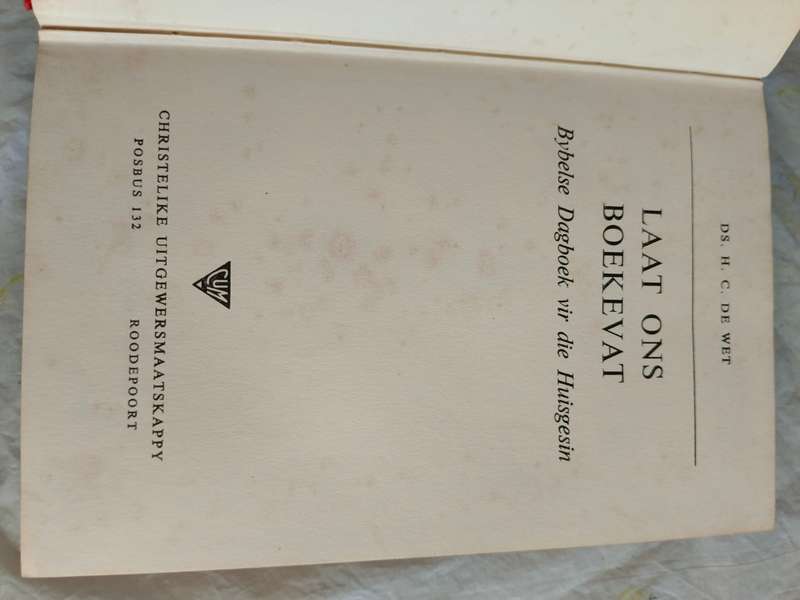 DS. H. C. DE WET
LAAT ONS
BOEKEVAT
Bybelse Dagboek vir die Huisgesin
CUM
CHRISTELIKE UITGEWERSMAATSKAPPY
POSBUS 132 ROODEPOORT